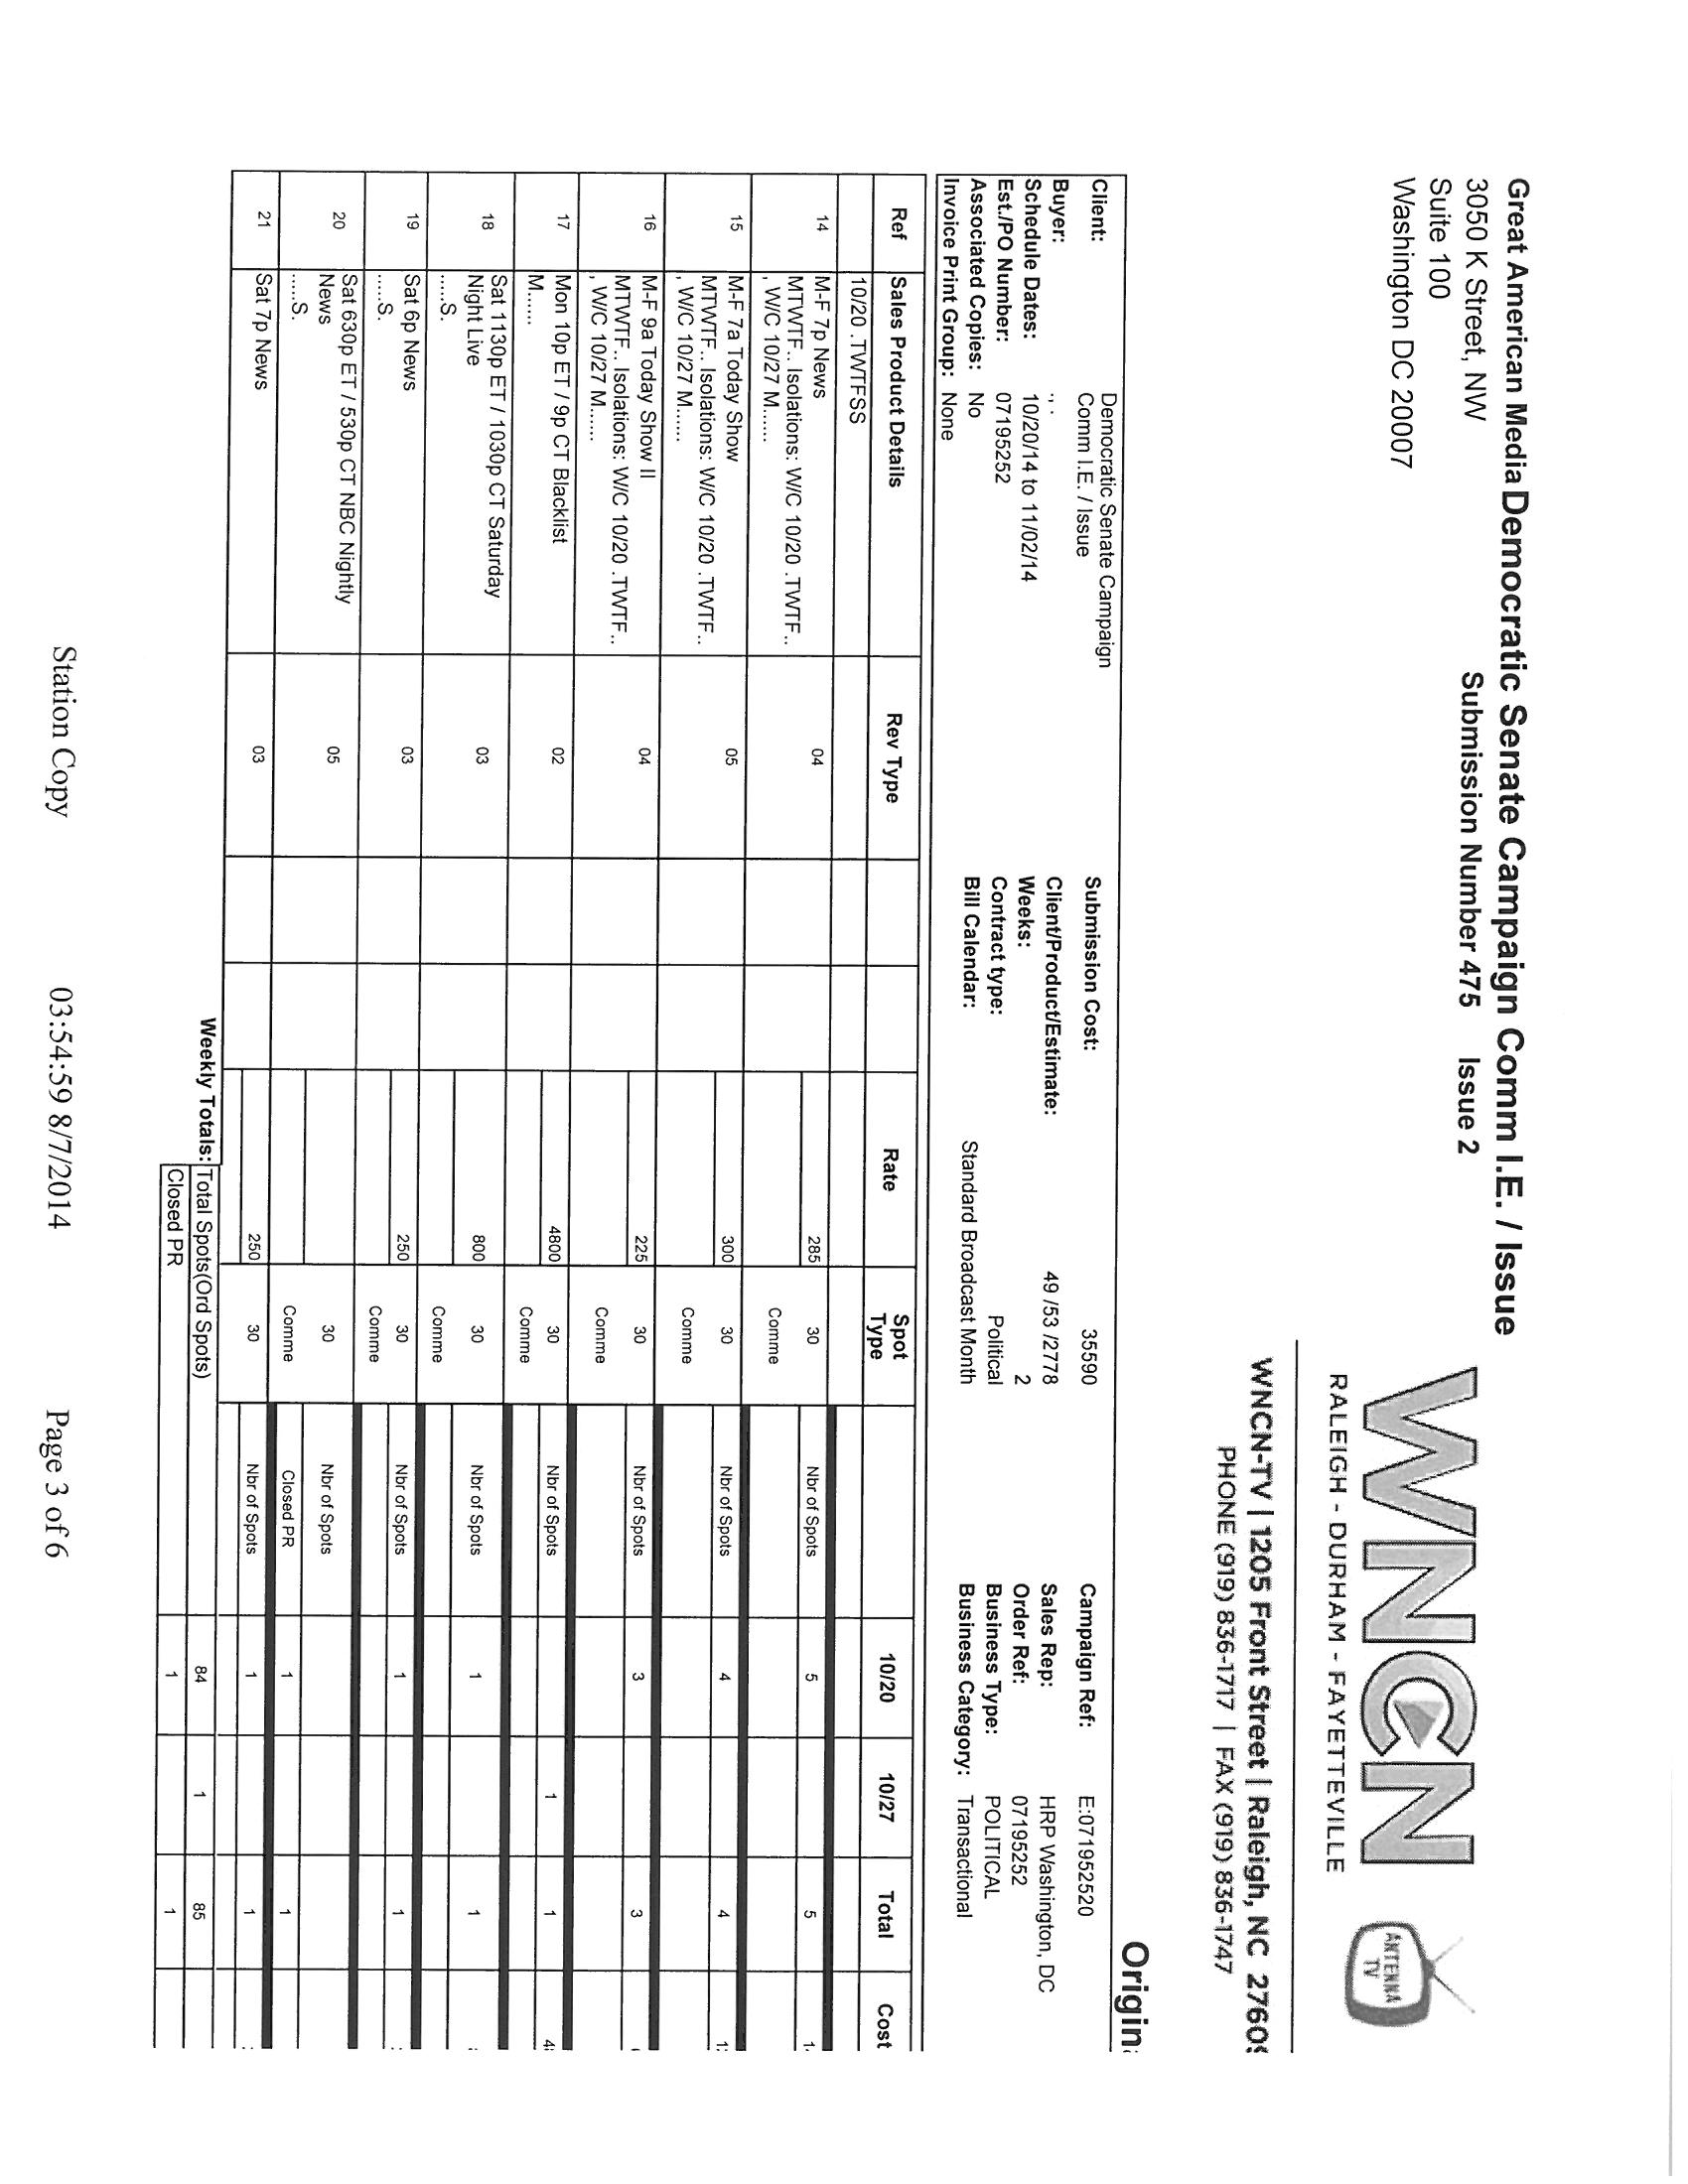 Great American Media Democratic Senate Campaign Comm I.E. / Issue
3050 K Street, NW
Suite 100
Washington DC 20007
Submission Number 475 Issue 2
WNCN
RALEIGH - DURHAM - FAYETTEVILLE
ANTENNA
TV
WNCN-TV | 1205 Front Street | Raleigh, NC 2760
PHONE (919) 836-1717 | FAX (919) 836-1747
Origin
Client: Democratic Senate Campaign Comm I.E. / Issue Submission Cost: 35590 Campaign Ref: E:071952520
Buyer: , . Client/Product/Estimate: 49 /53 /2778 Sales Rep: HRP Washington, DC
Schedule Dates: 10/20/14 to 11/02/14 Weeks: 2 Order Ref: 07195252
Est./PO Number: 07195252 Contract type: Political Business Type: POLITICAL
Associated Copies:: No Bill Calendar: Standard Broadcast Month Business Category: Transactional
Invoice Print Group: None
Ref Sales Product Details Rev Type Rate Spot Type 10/20 10/27 Total Cost
10/20 .TWTFSS
14 M-F 7p News 04 285 30 Nbr of Spots 5 5
MTWTF.. Isolations: W/C 10/20 .TWTF..
, W/C 10/27 M...... Comme
15 M-F 7a Today Show 05 300 30 Nbr of Spots 4 4
MTWTF.. Isolations: W/C 10/20 .TWTF..
, W/C 10/27 M...... Comme
16 M-F 9a Today Show II 04 225 30 Nbr of Spots 3 3
MTWTF.. Isolations: W/C 10/20 .TWTF..
, W/C 10/27 M...... Comme
17 Mon 10p ET / 9p CT Blacklist 02 4800 30 Nbr of Spots 1 1
M...... Comme
18 Sat 1130p ET / 1030p CT Saturday 03 800 30 Nbr of Spots 1 1
Night Live
.....S. Comme
19 Sat 6p News 03 250 30 Nbr of Spots 1 1
.....S. Comme
20 Sat 630p ET / 530p CT NBC Nightly 05 30 Nbr of Spots
News
.....S. Comme Closed PR 1 1
21 Sat 7p News 03 250 30 Nbr of Spots 1 1
Weekly Totals: Total Spots(Ord Spots) 84 1 85
Closed PR 1 1
Station Copy 03:54:59 8/7/2014 Page 3 of 6